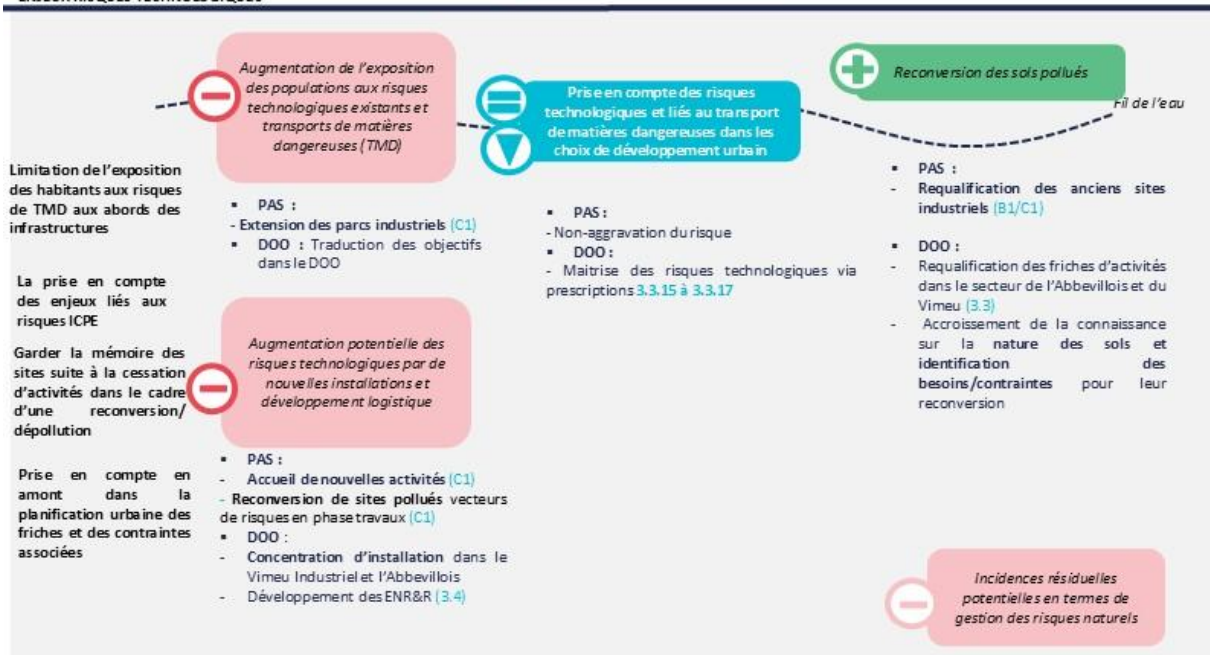 Augmentation de l'exposition
des populations aux risques
technologiques existants et
transports de matières
dangereuses (TMD)
Prise en compte des risques
technologiques et liés au transport
de matières dangereuses dans les
choix de développement urbain
Reconversion des sols pollués
Fil de l'eau
Limitation de l'exposition
des habitants aux risques
de TMD aux abords des
infrastructures
La prise en compte
des enjeux liés aux
risques ICPE
Garder la mémoire des
sites suite à la cessation
d'activités dans le cadre
d'une reconversion/
dépollution
Prise en compte en
amont dans la
planification urbaine des
friches et des contraintes
associées
▪ PAS :
- Extension des parcs industriels (C1)
▪ DOO : Traduction des objectifs
dans le DOO
Augmentation potentielle des
risques technologiques par de
nouvelles installations et
développement logistique
▪ PAS :
- Accueil de nouvelles activités (C1)
- Reconversion de sites pollués vecteurs
de risques en phase travaux (C1)
▪ DOO :
- Concentration d'installation dans le
Vimeu Industriel et l'Abbevillois
- Développement des ENR&R (3.4)
▪ PAS :
- Non-aggravation du risque
▪ DOO :
- Maitrise des risques technologiques via
prescriptions 3.3.15 à 3.3.17
▪ PAS :
- Requalification des anciens sites
industriels (B1/C1)
▪ DOO :
- Requalification des friches d'activités
dans le secteur de l'Abbevillois et du
Vimeu (3.3)
- Accroissement de la connaissance
sur la nature des sols et
identification des
besoins/contraintes pour leur
reconversion
Incidences résiduelles
potentielles en termes de
gestion des risques naturels